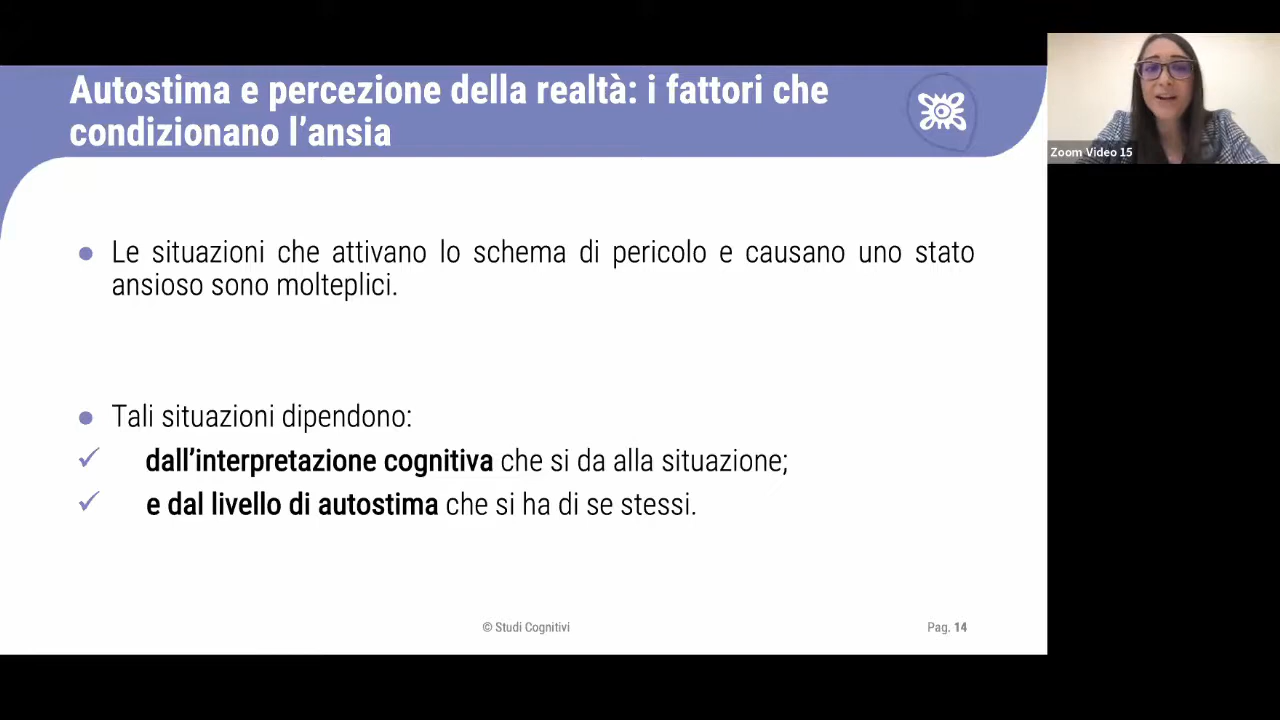 Autostima e percezione della realtà: i fattori che
condizionano l’ansia
Zoom Video 15
Le situazioni che attivano lo schema di pericolo e causano uno stato
ansioso sono molteplici.
Tali situazioni dipendono:
dall’interpretazione cognitiva che si da alla situazione;
e dal livello di autostima che si ha di se stessi.
© Studi Cognitivi
Pag. 14